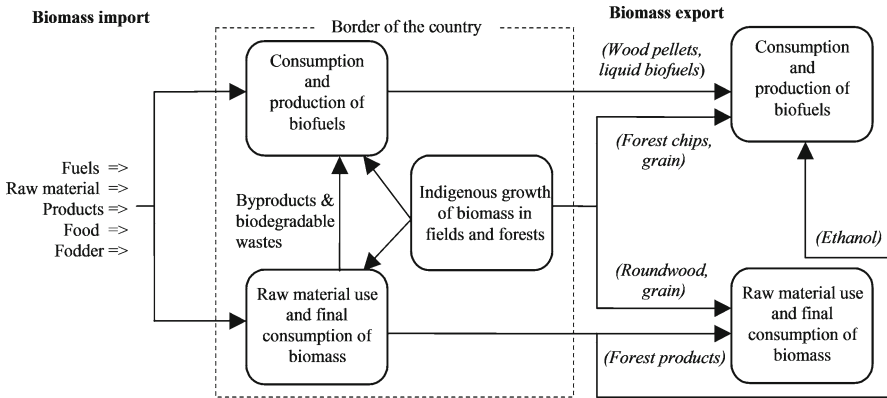 Biomass import
Border of the country
Biomass export
Consumption
and
production of
biofuels
(Wood pellets,
liquid biofuels)
Consumption
and
production of
biofuels
Fuels =>
Raw material =>
Products =>
Food =>
Fodder =>
Byproducts &
biodegradable
wastes
Indigenous growth
of biomass in
fields and forests
(Forest chips,
grain)
(Ethanol)
Raw material use
and final
consumption of
biomass
(Roundwood,
grain)
(Forest products)
Raw material use
and final
consumption of
biomass